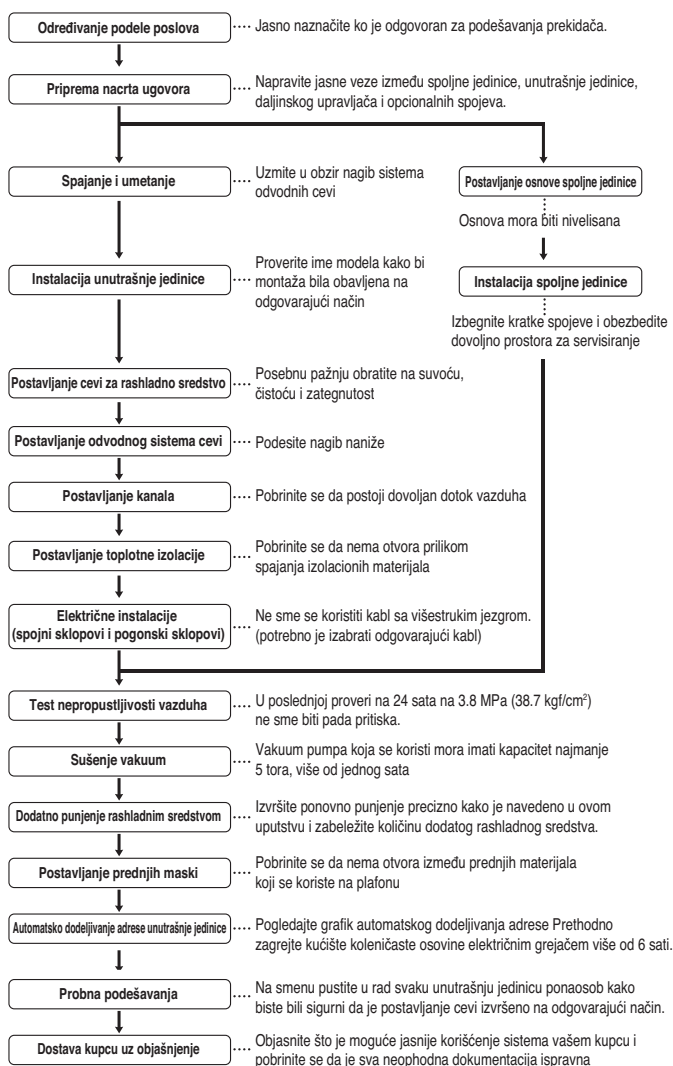 Određivanje podele poslova
···· Jasno naznačite ko je odgovoran za podešavanja prekidača.
Priprema nacrta ugovora
···· Napravite jasne veze između spoljne jedinice, unutrašnje jedinice,
daljinskog upravljača i opcionalnih spojeva.
Spajanje i umetanje
···· Uzmite u obzir nagib sistema
odvodnih cevi
Postavljanje osnove spoljne jedinice
Osnova mora biti nivelisana
Instalacija unutrašnje jedinice
···· Proverite ime modela kako bi
montaža bila obavljena na
odgovarajući način
Instalacija spoljne jedinice
Izbegnite kratke spojeve i obezbedite
dovoljno prostora za servisiranje
Postavljanje cevi za rashladno sredstvo
···· Posebnu pažnju obratite na suvoću,
čistoću i zategnutost
Postavljanje odvodnog sistema cevi
···· Podesite nagib naniže
Postavljanje kanala
···· Pobrinite se da postoji dovoljan dotok vazduha
Postavljanje toplotne izolacije
···· Pobrinite se da nema otvora prilikom
spajanja izolacionih materijala
Električne instalacije
(spojni sklopovi i pogonski sklopovi)
···· Ne sme se koristiti kabl sa višestrukim jezgrom.
(potrebno je izabrati odgovarajući kabl)
Test nepropustljivosti vazduha
···· U poslednjoj proveri na 24 sata na 3.8 MPa (38.7 kgf/cm²)
ne sme biti pada pritiska.
Sušenje vakuum
···· Vakuum pumpa koja se koristi mora imati kapacitet najmanje
5 tora, više od jednog sata
Dodatno punjenje rashladnim sredstvom
···· Izvršite ponovno punjenje precizno kako je navedeno u ovom
uputstvu i zabeležite količinu dodatog rashladnog sredstva.
Postavljanje prednjih maski
···· Pobrinite se da nema otvora između prednjih materijala
koji se koriste na plafonu
Automatsko dodeljivanje adrese unutrašnje jedinice
···· Pogledajte grafik automatskog dodeljivanja adrese Prethodno
zagrejte kućište koleničaste osovine električnim grejačem više od 6 sati.
Probna podešavanja
···· Na smenu pustite u rad svaku unutrašnju jedinicu ponaosob kako
biste bili sigurni da je postavljanje cevi izvršeno na odgovarajući način.
Dostava kupcu uz objašnjenje
···· Objasnite što je moguće jasnije korišćenje sistema vašem kupcu i
pobrinite se da je sva neophodna dokumentacija ispravna